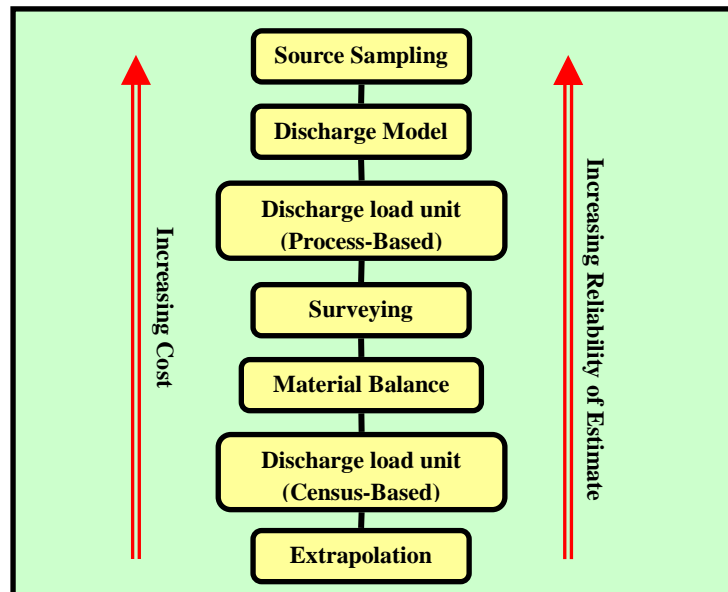 Source Sampling
Discharge Model
Discharge load unit
(Process-Based)
Surveying
Material Balance
Discharge load unit
(Census-Based)
Extrapolation
Increasing Cost
Increasing Reliability of Estimate